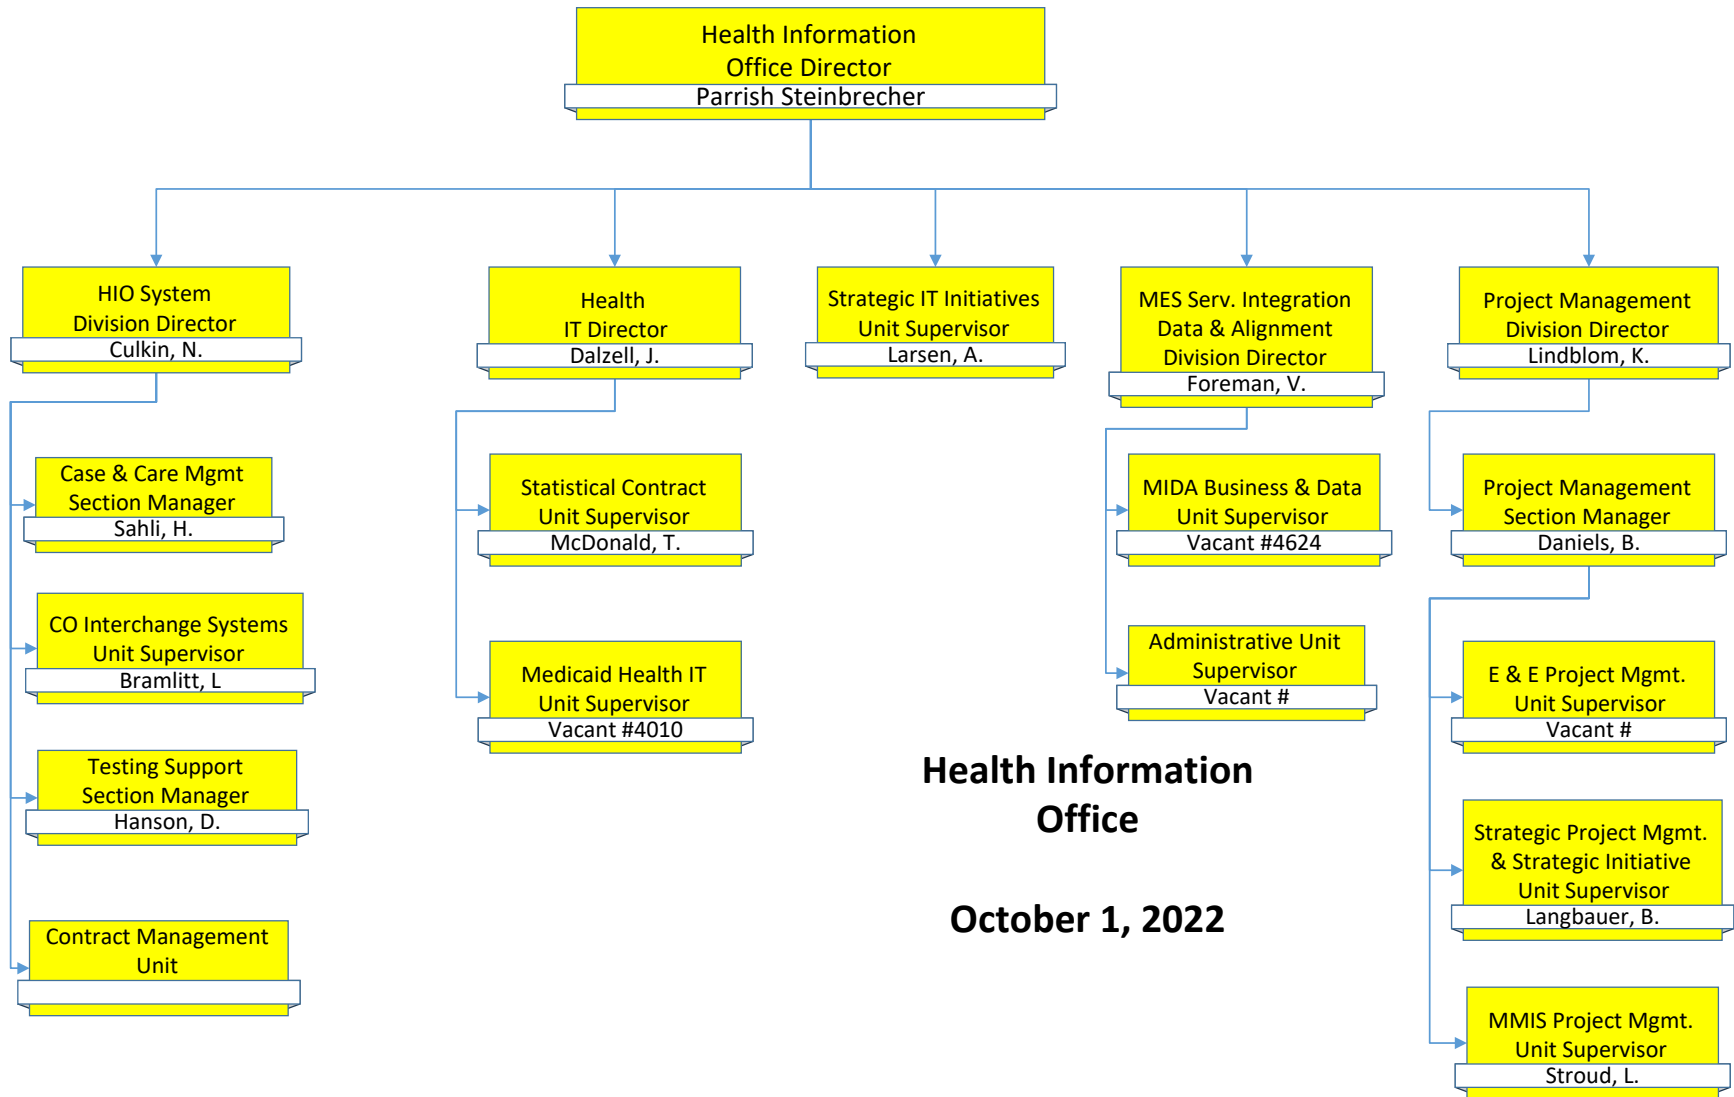 Health Information
Office Director
Parrish Steinbrecher
HIO System
Division Director
Culkin, N.
Health
IT Director
Dalzell, J.
Strategic IT Initiatives
Unit Supervisor
Larsen, A.
MES Serv. Integration
Data & Alignment
Division Director
Foreman, V.
Project Management
Division Director
Lindblom, K.
Case & Care Mgmt
Section Manager
Sahli, H.
CO Interchange Systems
Unit Supervisor
Bramlitt, L
Testing Support
Section Manager
Hanson, D.
Contract Management
Unit
Statistical Contract
Unit Supervisor
McDonald, T.
Medicaid Health IT
Unit Supervisor
Vacant #4010
MIDA Business & Data
Unit Supervisor
Vacant #4624
Administrative Unit
Supervisor
Vacant #
Project Management
Section Manager
Daniels, B.
E & E Project Mgmt.
Unit Supervisor
Vacant #
Strategic Project Mgmt.
& Strategic Initiative
Unit Supervisor
Langbauer, B.
MMIS Project Mgmt.
Unit Supervisor
Stroud, L.
Health Information
Office
October 1, 2022